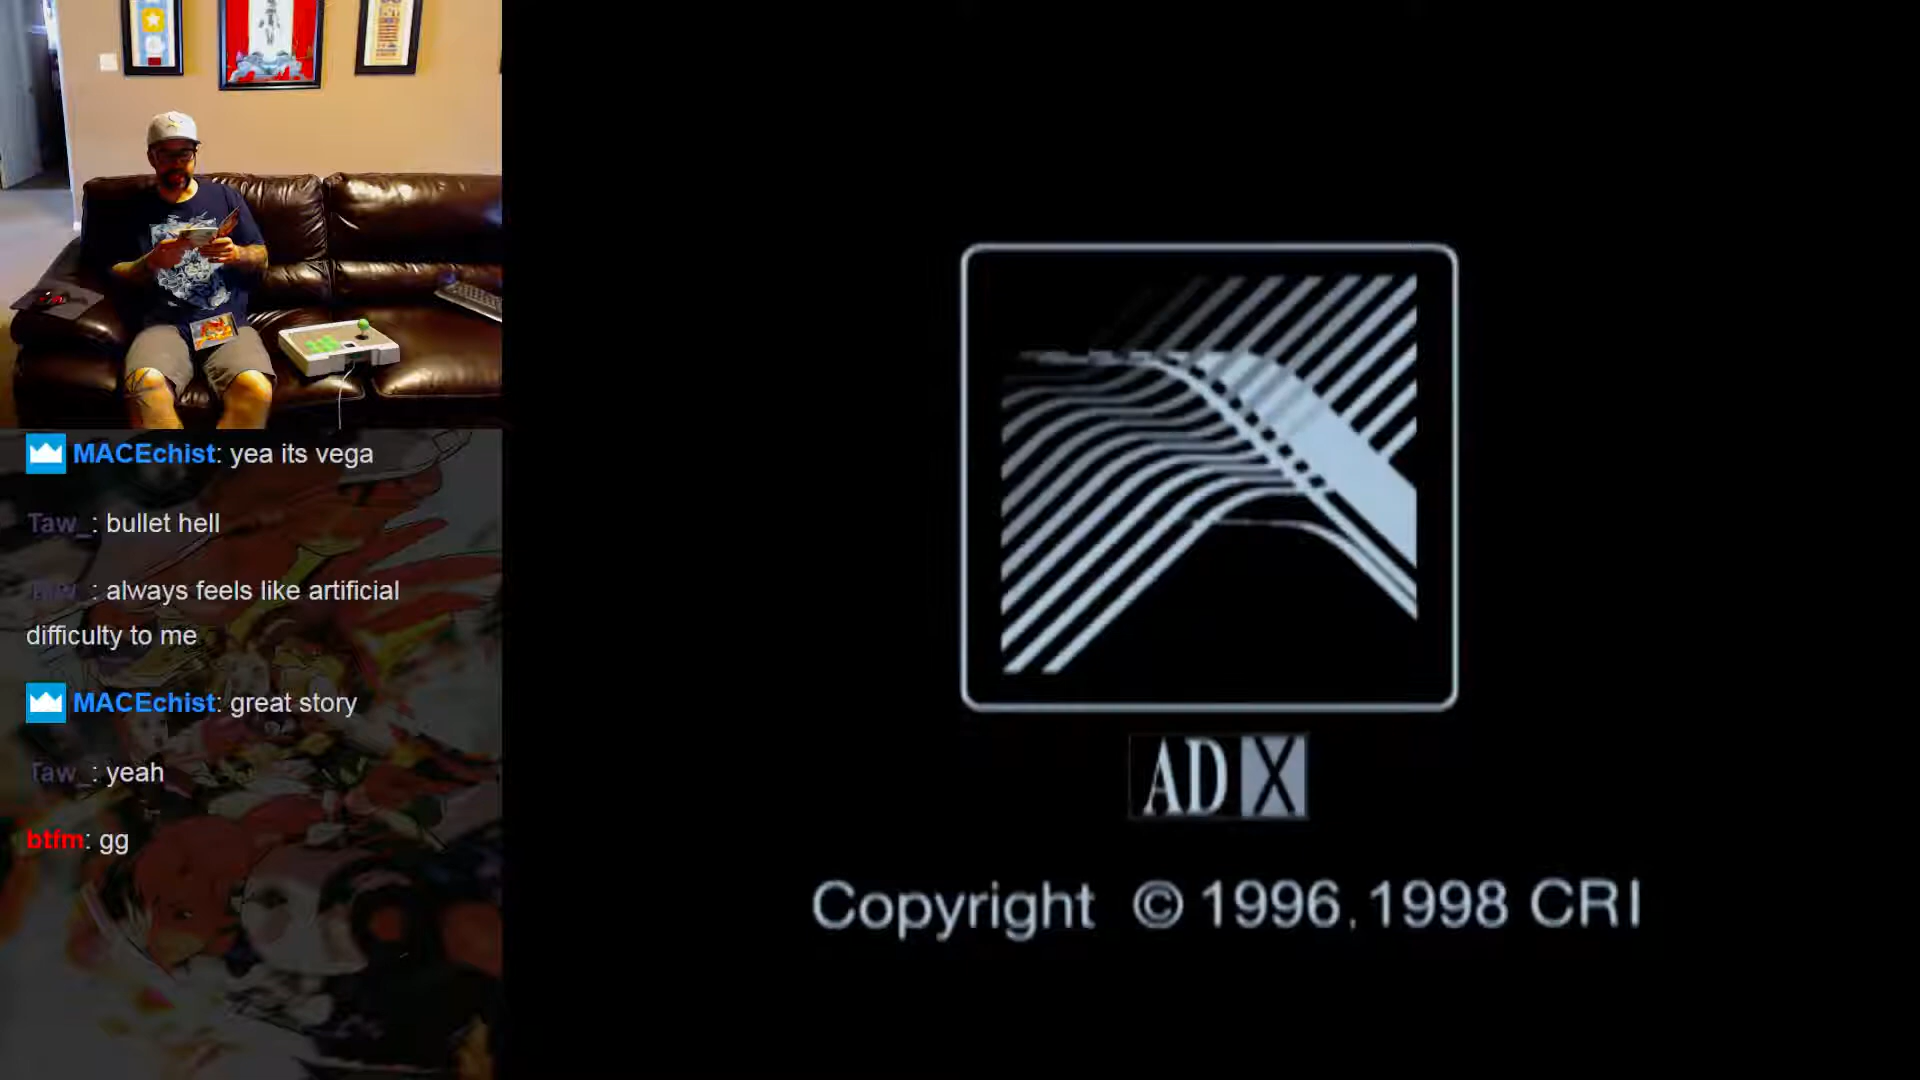 MACEchist: yea its vega
Taw_: bullet hell
Taw_: always feels like artificial
difficulty to me
MACEchist: great story
Taw_: yeah
btfm: gg
ADX
Copyright © 1996, 1998 CRI